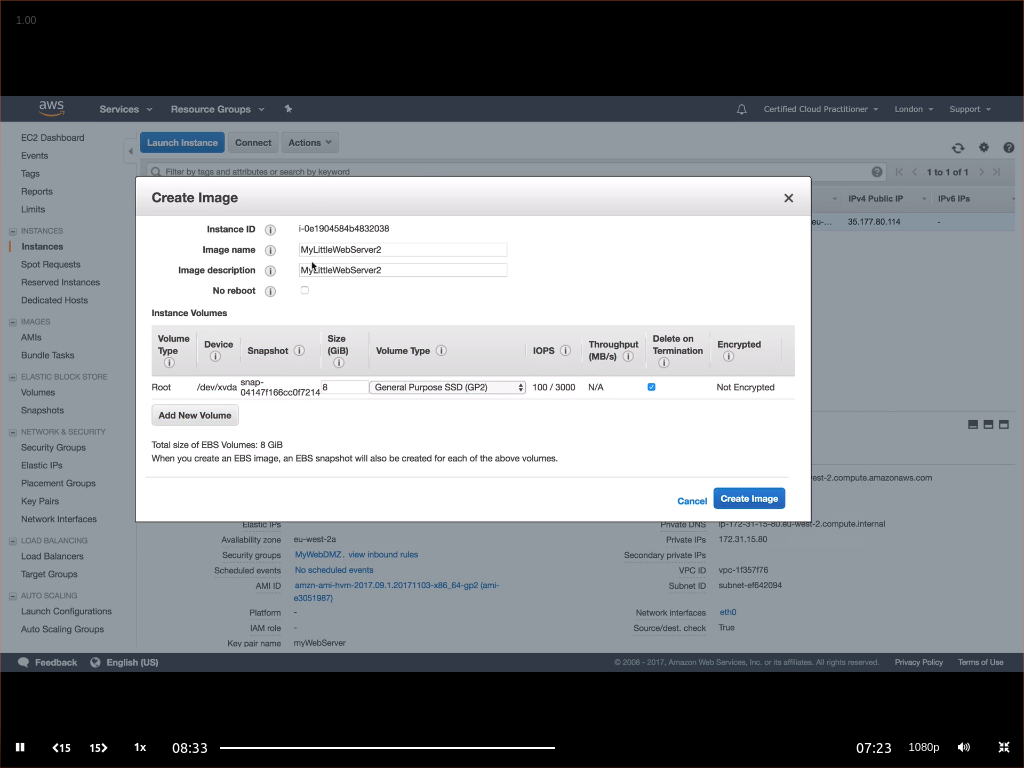 1.00
aws
Services
Resource Groups
Certified Cloud Practitioner
London
Support
EC2 Dashboard
Events
Tags
Reports
Limits
INSTANCES
Instances
Spot Requests
Reserved Instances
Dedicated Hosts
IMAGES
AMIs
Bundle Tasks
ELASTIC BLOCK STORE
Volumes
Snapshots
NETWORK & SECURITY
Security Groups
Elastic IPs
Placement Groups
Key Pairs
Network Interfaces
LOAD BALANCING
Load Balancers
Target Groups
AUTO SCALING
Launch Configurations
Auto Scaling Groups
Launch Instance Connect Actions
Filter by tags and attributes or search by keyword
1 to 1 of 1
IPv4 Public IP IPv6 IPs
eu-... 35.177.80.114 -
Create Image
Instance ID i-0e1904584b4832038
Image name MyLittleWebServer2
Image description MyLittleWebServer2
No reboot
Instance Volumes
Volume Type Device Snapshot Size (GiB) Volume Type IOPS Throughput (MB/s) Delete on Termination Encrypted
Root /dev/xvda snap-04147f166cc0f7214 8 General Purpose SSD (GP2) 100 / 3000 N/A Not Encrypted
Add New Volume
Total size of EBS Volumes: 8 GiB
When you create an EBS image, an EBS snapshot will also be created for each of the above volumes.
Cancel Create Image
est-2.compute.amazonaws.com
Elastic IPs
Private DNS ip-172-31-15-80.eu-west-2.compute.internal
Availability zone eu-west-2a
Private IPs 172.31.15.80
Security groups MyWebDMZ . view inbound rules
Secondary private IPs
Scheduled events No scheduled events
VPC ID vpc-1f357f76
AMI ID amzn-ami-hvm-2017.09.1.20171103-x86_64-gp2 (ami-
e3051987)
Subnet ID subnet-ef642094
Platform -
Network interfaces eth0
IAM role -
Source/dest. check True
Key pair name myWebServer
Feedback English (US)
© 2008 - 2017, Amazon Web Services, Inc. or its affiliates. All rights reserved. Privacy Policy Terms of Use
15 15 1x 08:33 07:23 1080p